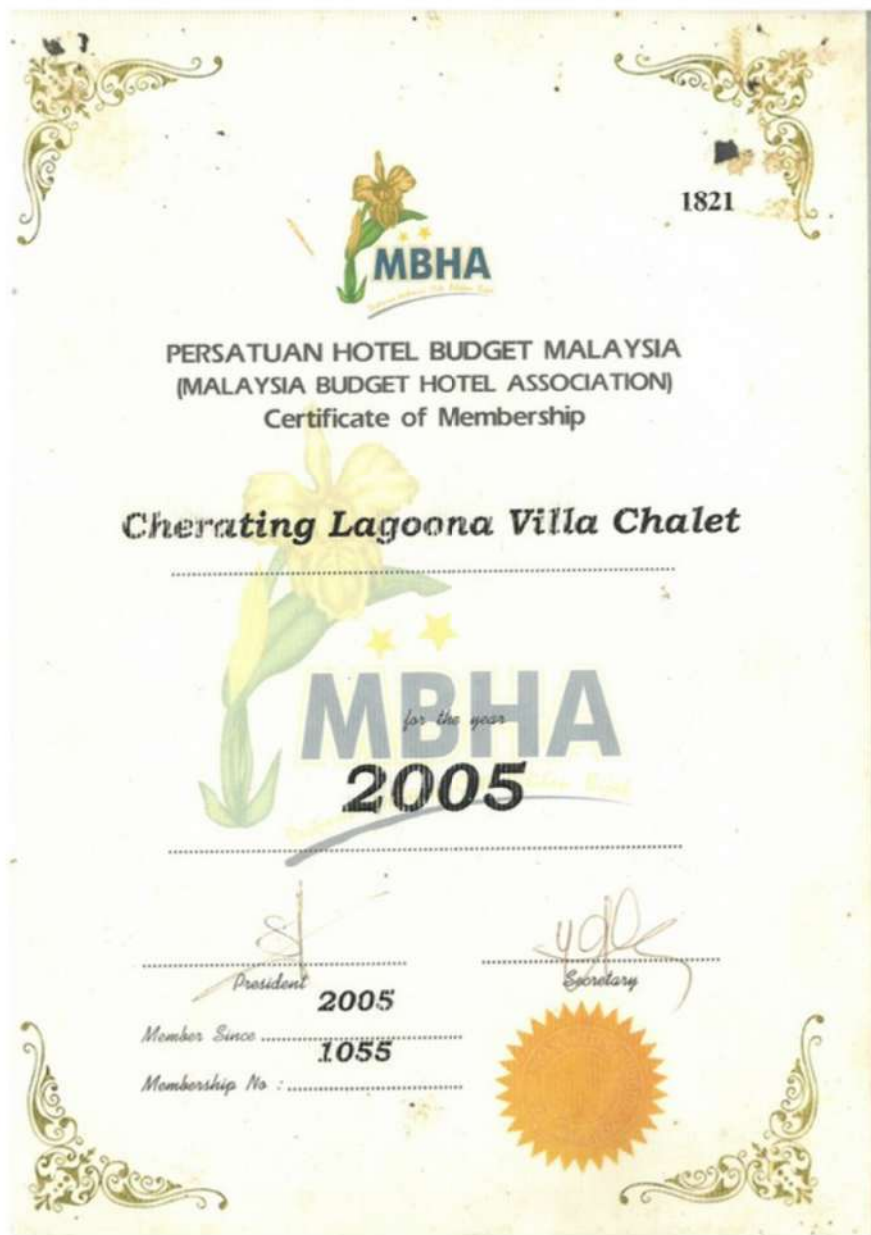 1821
MBHA
PERSATUAN HOTEL BUDGET MALAYSIA
(MALAYSIA BUDGET HOTEL ASSOCIATION)
Certificate of Membership
Cherating Lagoona Villa Chalet
MBHA
for the year
2005
President
Secretary
2005
Member Since
1055
Membership No :